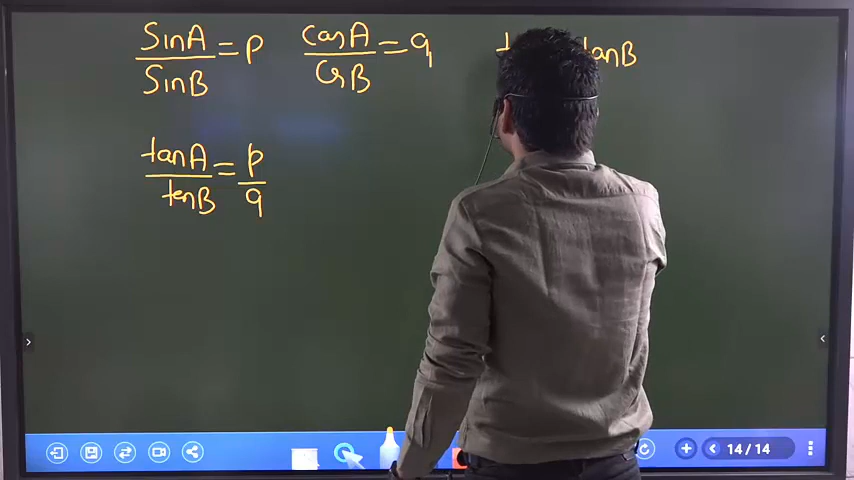 sinA/sinB = p cosA/cosB = q tanB
tanA/tanB = p/q
14/14